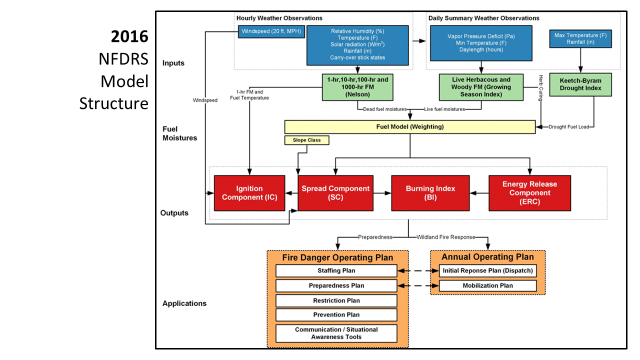 2016
NFDRS
Model
Structure
Hourly Weather Observations
Daily Summary Weather Observations
Windspeed (20 ft, MPH)
Relative Humidity (%)
Temperature (F)
Solar radiation (W/m²)
Rainfall (in)
Carry-over stick states
Vapor Pressure Deficit (Pa)
Min Temperature (F)
Daylength (hours)
Max Temperature (F)
Rainfall (in)
Inputs
1-hr,10-hr,100-hr and
1000-hr FM
(Nelson)
Live Herbacous and
Woody FM (Growing
Season Index)
Keetch-Byram
Drought Index
Herb Curing
1-hr FM and
Fuel Temperature
Windspeed
Dead fuel moistures
Live fuel moistures
Fuel
Moistures
Fuel Model (Weighting)
Drought Fuel Load
Slope Class
Ignition
Component (IC)
Spread Component
(SC)
Burning Index
(BI)
Energy Release
Component
(ERC)
Outputs
Preparedness
Wildland Fire Response
Fire Danger Operating Plan
Annual Operating Plan
Staffing Plan
Initial Reponse Plan (Dispatch)
Preparedness Plan
Mobilization Plan
Restriction Plan
Applications
Prevention Plan
Communication / Situational
Awareness Tools